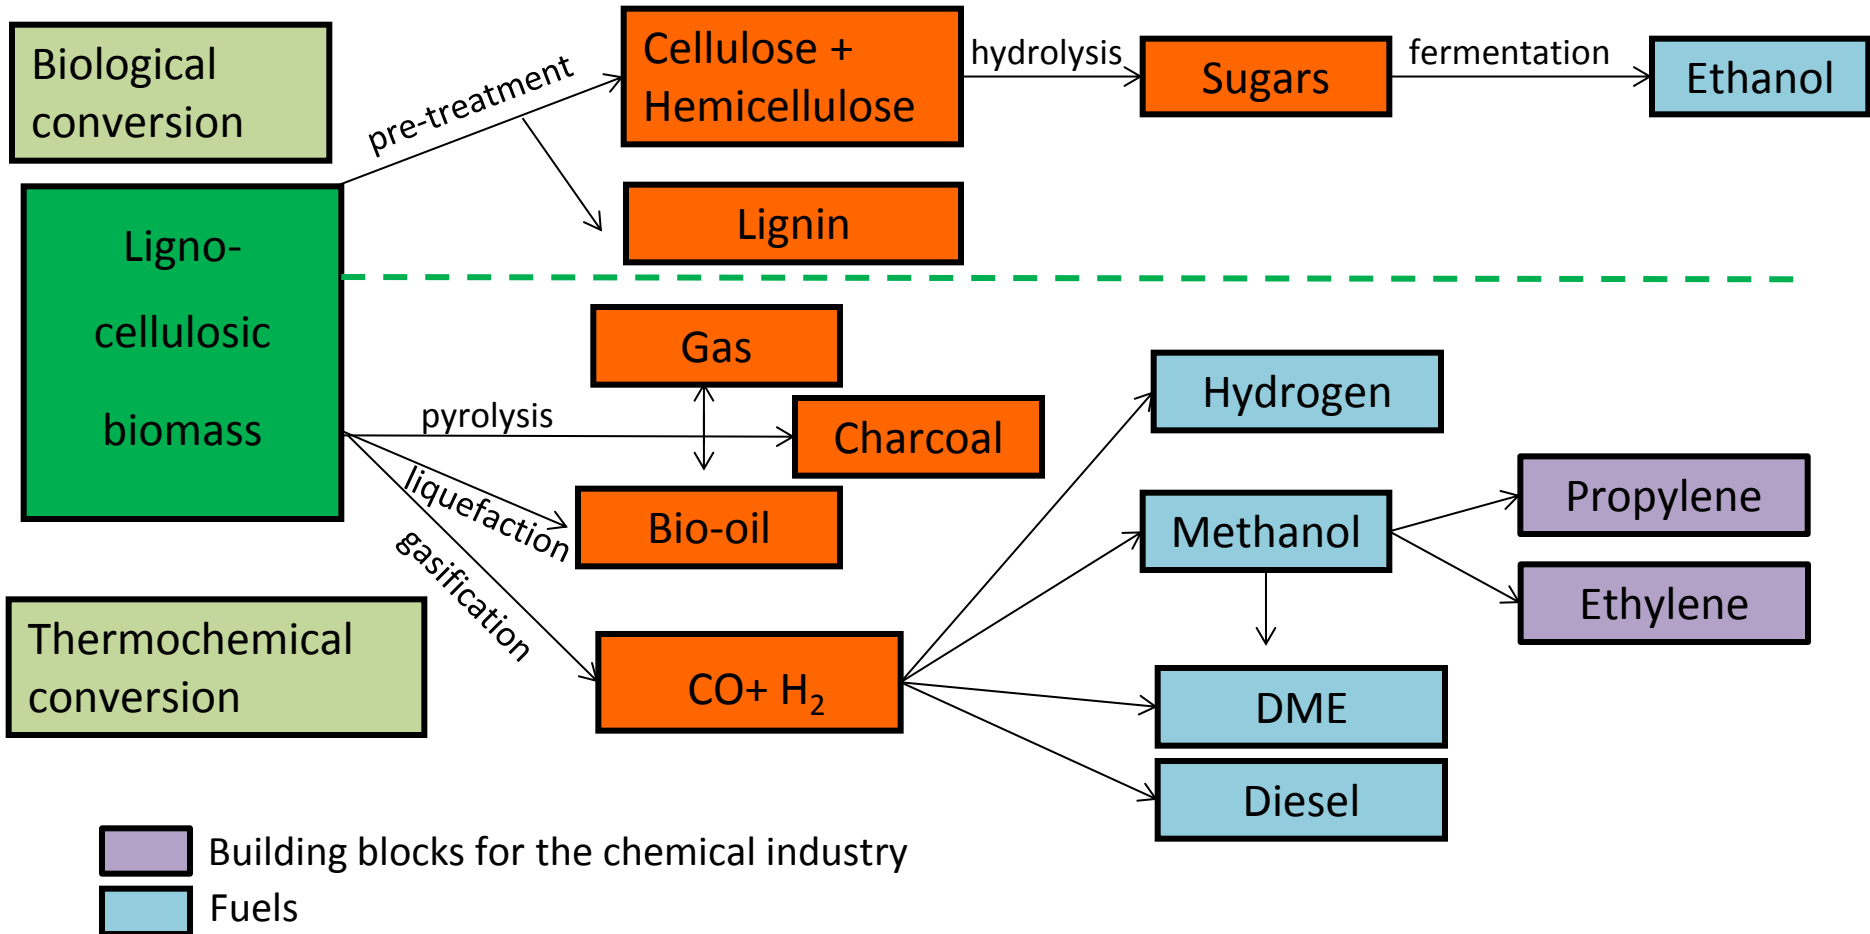 Biological
conversion
pre-treatment
Cellulose +
Hemicellulose
hydrolysis
Sugars
fermentation
Ethanol
Lignin
Ligno-
cellulosic
biomass
Gas
pyrolysis
Charcoal
liquefaction
Bio-oil
gasification
CO+ H₂
Hydrogen
Methanol
Propylene
Ethylene
DME
Diesel
Thermochemical
conversion
Building blocks for the chemical industry
Fuels